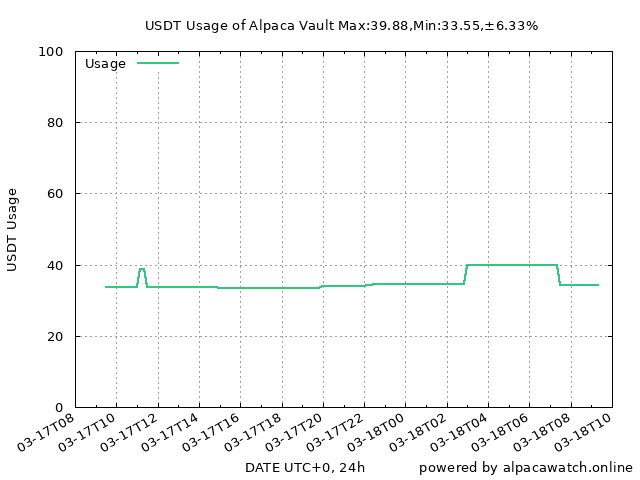 USDT Usage of Alpaca Vault Max:39.88,Min:33.55,±6.33%
Usage
USDT Usage
100
80
60
40
20
0
03-17T08 03-17T10 03-17T12 03-17T14 03-17T16 03-17T18 03-17T20 03-17T22 03-18T00 03-18T02 03-18T04 03-18T06 03-18T08 03-18T10
DATE UTC+0, 24h powered by alpacawatch.online